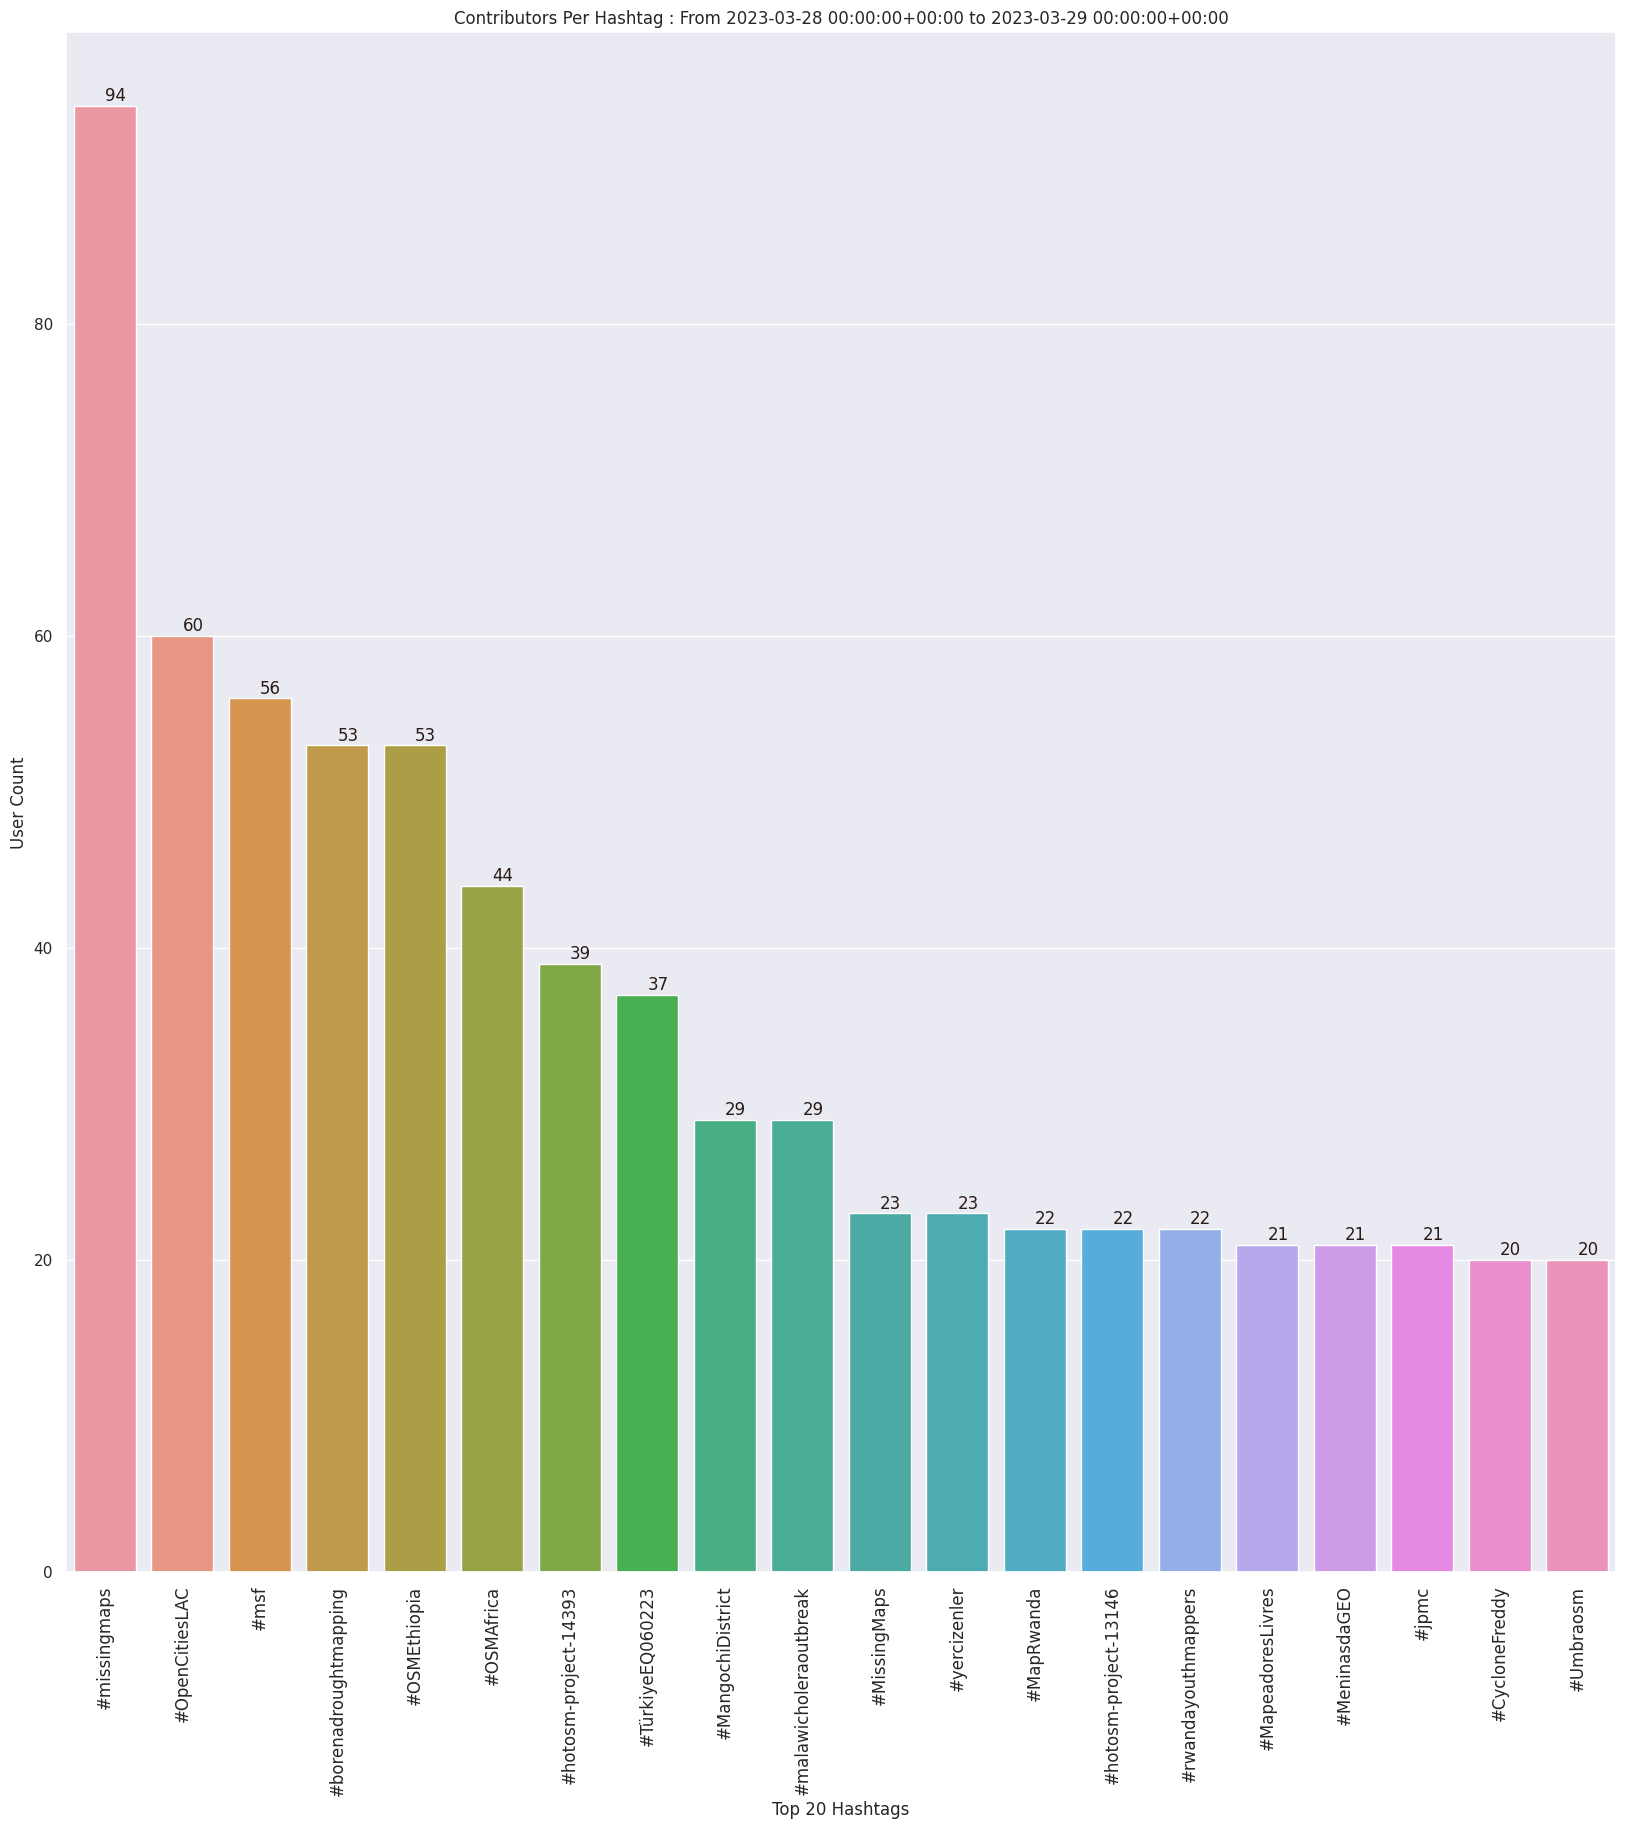 Contributors Per Hashtag : From 2023-03-28 00:00:00+00:00 to 2023-03-29 00:00:00+00:00
94
60
56
53
53
44
39
37
29
29
23
23
22
22
22
21
21
21
20
20
80
60
40
20
0
User Count
#missingmaps
#OpenCitiesLAC
#msf
#borenadroughtmapping
#OSMEthiopia
#OSMAfrica
#hotosm-project-14393
#TürkiyeEQ060223
#MangochiDistrict
#malawicholeraoutbreak
#MissingMaps
#yercizenler
#MapRwanda
#hotosm-project-13146
#rwandayouthmappers
#MapeadoresLivres
#MeninasdaGEO
#jpmc
#CycloneFreddy
#Umbraosm
Top 20 Hashtags